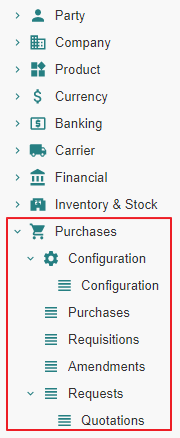 Party
Company
Product
Currency
Banking
Carrier
Financial
Inventory & Stock
Purchases
Configuration
Configuration
Purchases
Requisitions
Amendments
Requests
Quotations